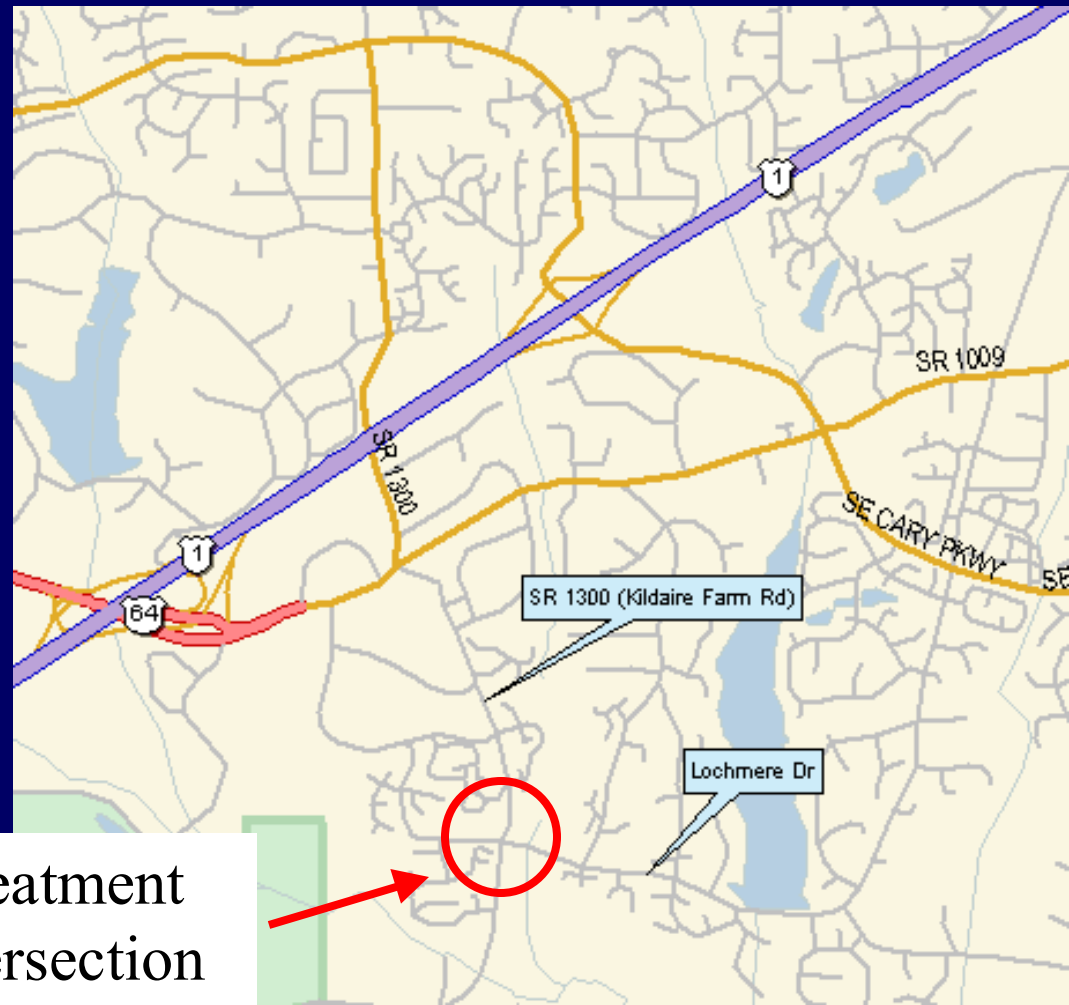 1
SR 1009
SR 1300
SE CARY PKWY
SE
1
64
SR 1300 (Kildaire Farm Rd)
Lochmere Dr
eatment
ersection